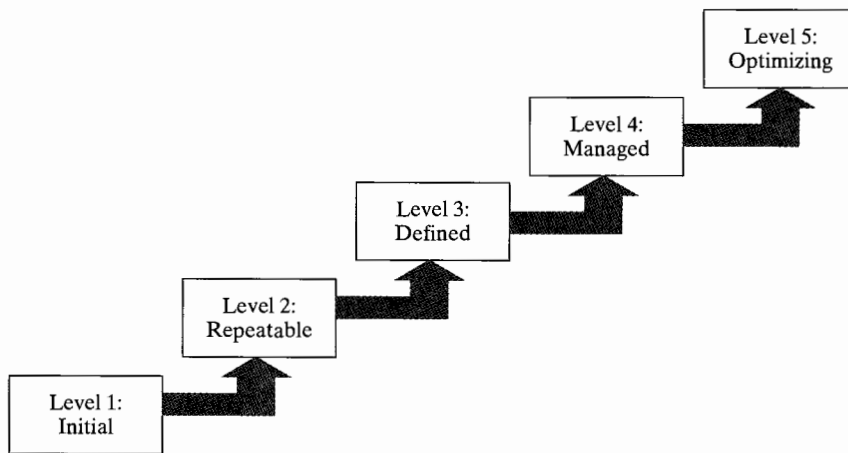 Level 5:
Optimizing
Level 4:
Managed
Level 3:
Defined
Level 2:
Repeatable
Level 1:
Initial